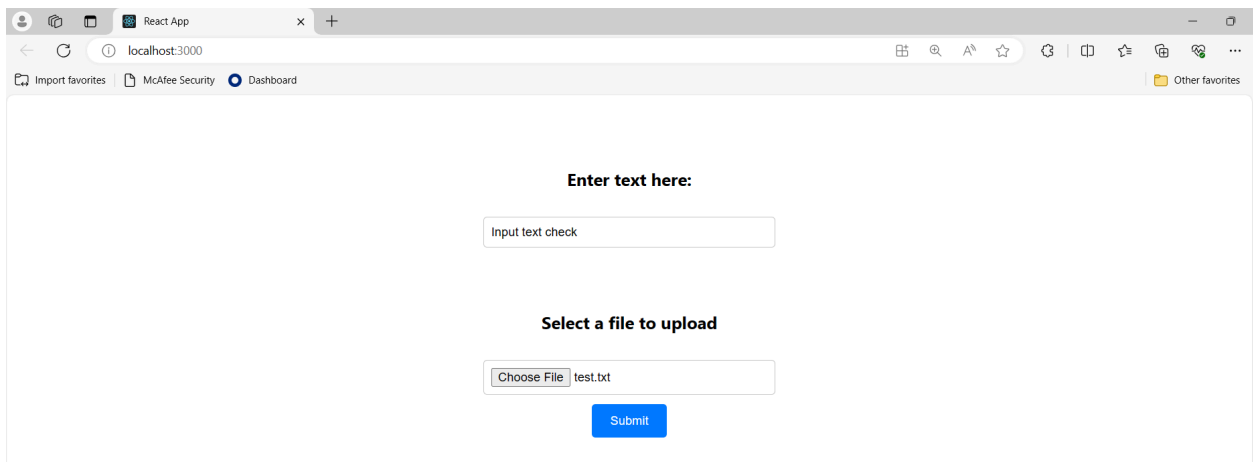 React App
localhost:3000
Import favorites McAfee Security Dashboard Other favorites
Enter text here:
Input text check
Select a file to upload
Choose File test.txt
Submit